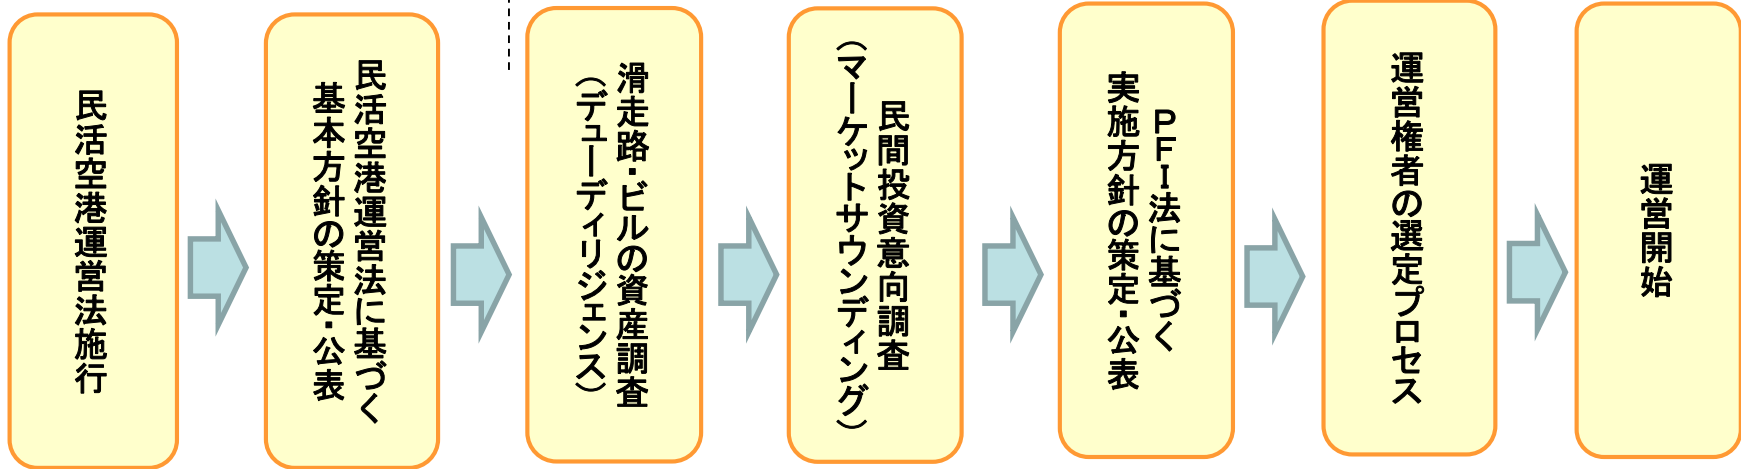 民活空港運営法施行
民活空港運営法に基づく
基本方針の策定・公表
滑走路・ビルの資産調査
（デューディリジェンス）
民間投資意向調査
（マーケットサウンディング）
ＰＦＩ法に基づく
実施方針の策定・公表
運営権者の選定プロセス
運営開始